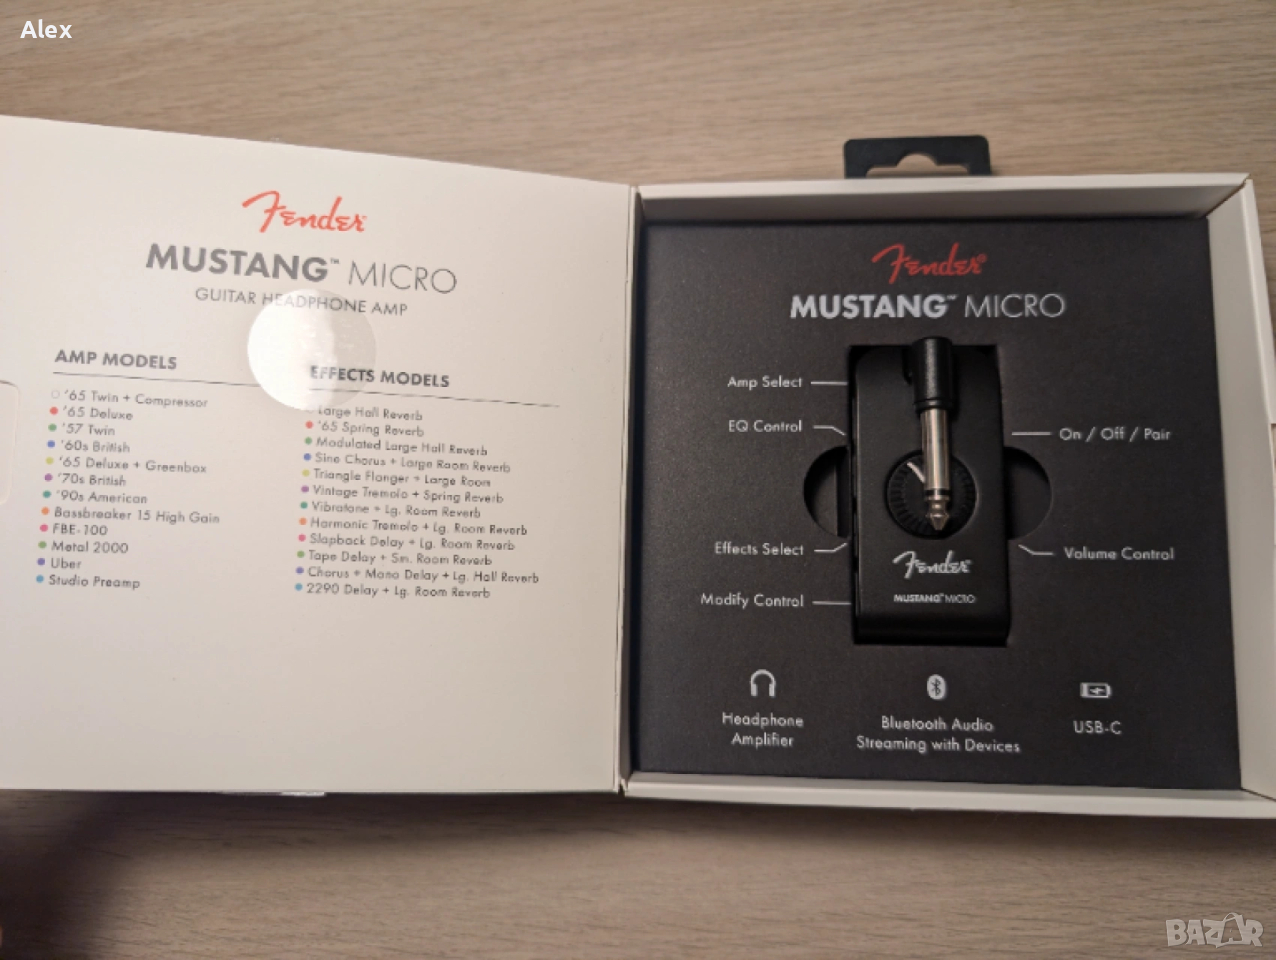 Alex
Fender
MUSTANG™ MICRO
GUITAR HEADPHONE AMP
AMP MODELS
'65 Twin + Compressor
'65 Deluxe
'57 Twin
'60s British
'65 Deluxe + Greenbox
'70s British
'90s American
Bassbreaker 15 High Gain
FBE-100
Metal 2000
Uber
Studio Preamp
EFFECTS MODELS
Large Hall Reverb
'65 Spring Reverb
Modulated Large Hall Reverb
Sine Chorus + Large Room Reverb
Triangle Flanger + Large Room
Vintage Tremolo + Spring Reverb
Vibratone + Lg. Room Reverb
Harmonic Tremolo + Lg. Room Reverb
Slapback Delay + Lg. Room Reverb
Tape Delay + Sm. Room Reverb
Chorus + Mono Delay + Lg. Hall Reverb
2290 Delay + Lg. Room Reverb
Fender®
MUSTANG™ MICRO
Amp Select
EQ Control
On / Off / Pair
Effects Select
Volume Control
Modify Control
Fender
MUSTANG™ MICRO
Headphone
Amplifier
Bluetooth Audio
Streaming with Devices
USB-C
BAZAR